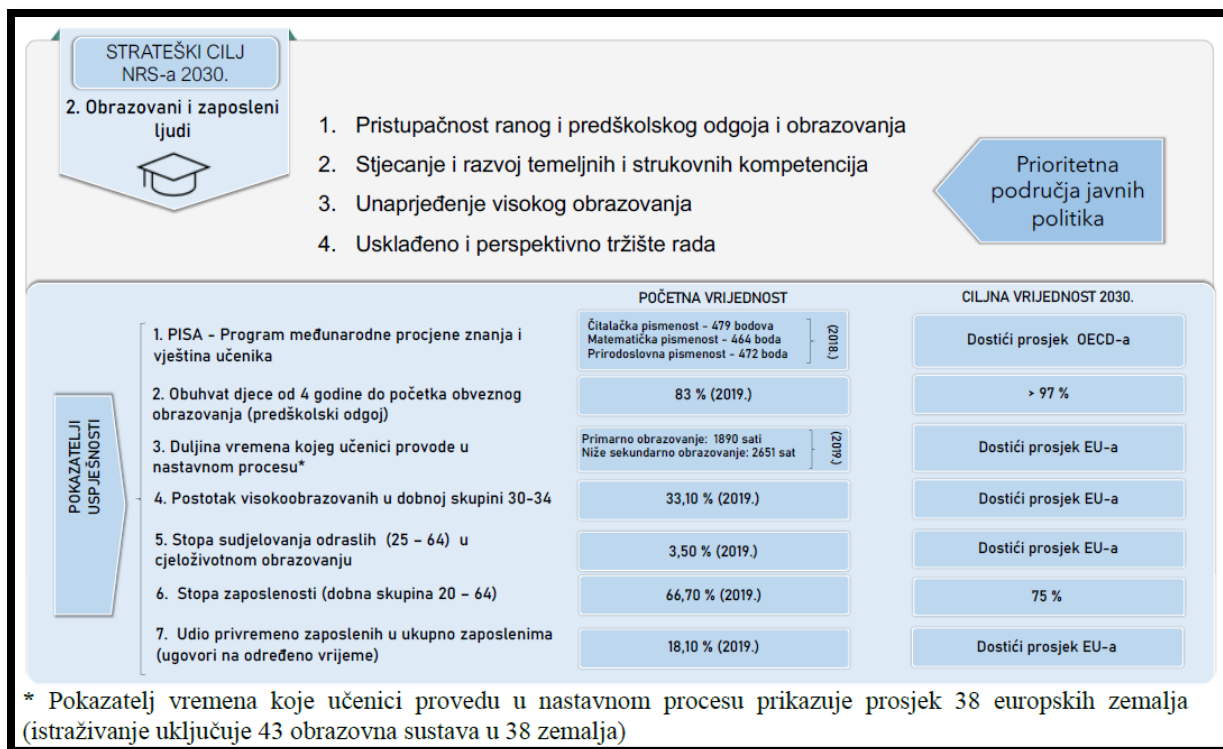 STRATEŠKI CILJ
NRS-a 2030.
2. Obrazovani i zaposleni
ljudi
1. Pristupačnost ranog i predškolskog odgoja i obrazovanja
2. Stjecanje i razvoj temeljnih i strukovnih kompetencija
3. Unaprjeđenje visokog obrazovanja
4. Usklađeno i perspektivno tržište rada
Prioritetna
područja javnih
politika
POČETNA VRIJEDNOST
CILJNA VRIJEDNOST 2030.
POKAZATELJI
USPJEŠNOSTI
1. PISA - Program međunarodne procjene znanja i
vještina učenika
Čitalačka pismenost - 479 bodova
Matematička pismenost - 464 boda
Prirodoslovna pismenost - 472 boda
(2018.)
Dostići prosjek OECD-a
2. Obuhvat djece od 4 godine do početka obveznog
obrazovanja (predškolski odgoj)
83 % (2019.)
> 97 %
3. Duljina vremena kojeg učenici provode u
nastavnom procesu*
Primarno obrazovanje: 1890 sati
Niže sekundarno obrazovanje: 2651 sat
(2019.)
Dostići prosjek EU-a
4. Postotak visokoobrazovanih u dobnoj skupini 30-34
33,10 % (2019.)
Dostići prosjek EU-a
5. Stopa sudjelovanja odraslih (25 – 64) u
cjeloživotnom obrazovanju
3,50 % (2019.)
Dostići prosjek EU-a
6. Stopa zaposlenosti (dobna skupina 20 – 64)
66,70 % (2019.)
75 %
7. Udio privremeno zaposlenih u ukupno zaposlenima
(ugovori na određeno vrijeme)
18,10 % (2019.)
Dostići prosjek EU-a
* Pokazatelj vremena koje učenici provedu u nastavnom procesu prikazuje prosjek 38 europskih zemalja
(istraživanje uključuje 43 obrazovna sustava u 38 zemalja)